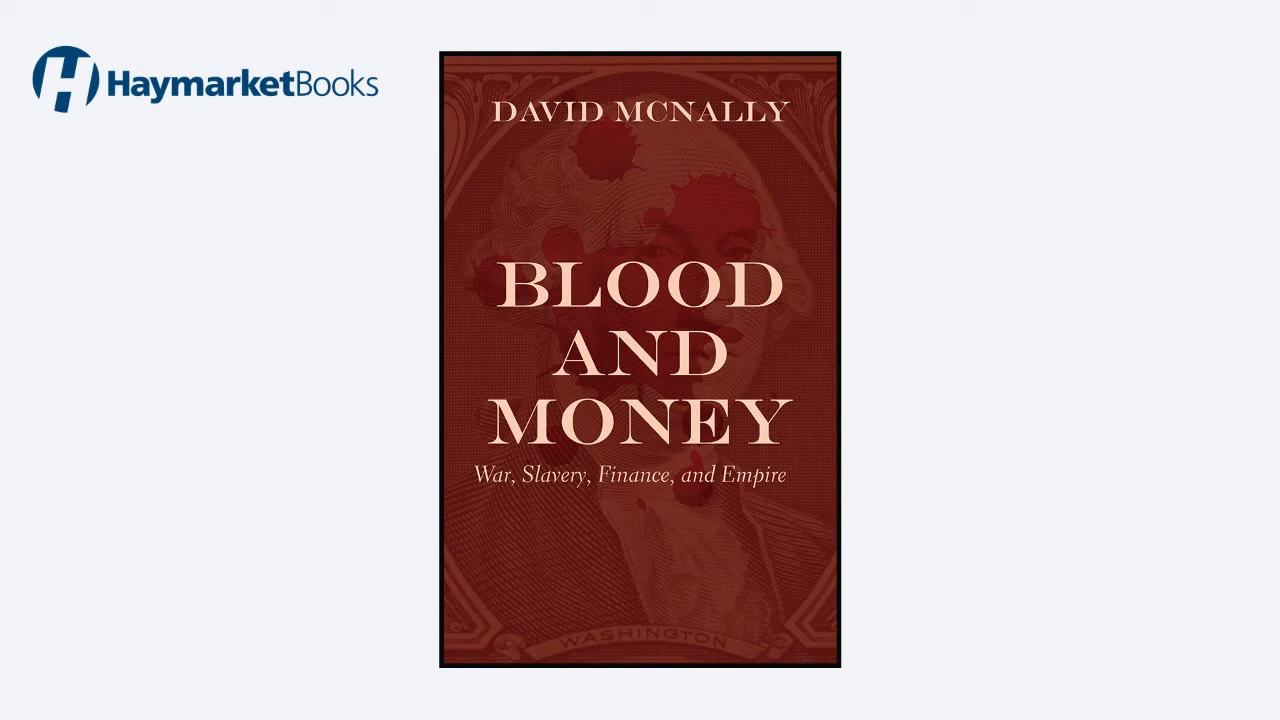 HaymarketBooks
DAVID MCNALLY
BLOOD
AND
MONEY
War, Slavery, Finance, and Empire
WASHINGTON